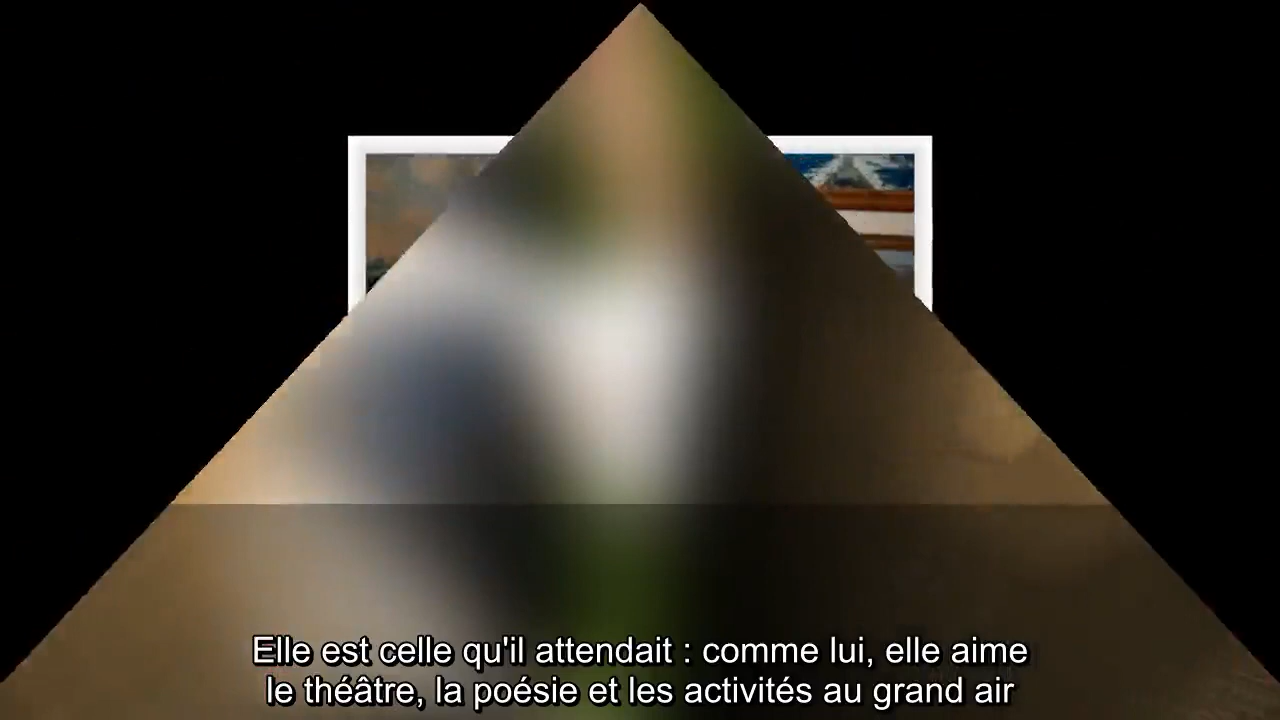 Elle est celle qu'il attendait : comme lui, elle aime
le théâtre, la poésie et les activités au grand air